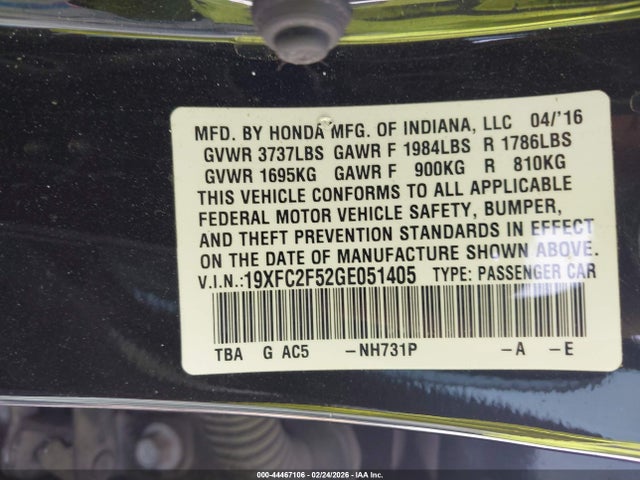 MFD. BY HONDA MFG. OF INDIANA, LLC 04/'16
GVWR 3737LBS GAWR F 1984LBS R 1786LBS
GVWR 1695KG GAWR F 900KG R 810KG
THIS VEHICLE CONFORMS TO ALL APPLICABLE
FEDERAL MOTOR VEHICLE SAFETY, BUMPER,
AND THEFT PREVENTION STANDARDS IN EFFECT
ON THE DATE OF MANUFACTURE SHOWN ABOVE.
V.I.N.:19XFC2F52GE051405 TYPE: PASSENGER CAR
TBA G AC5 -NH731P -A -E
000-44467106 - 02/24/2026 - IAA Inc.